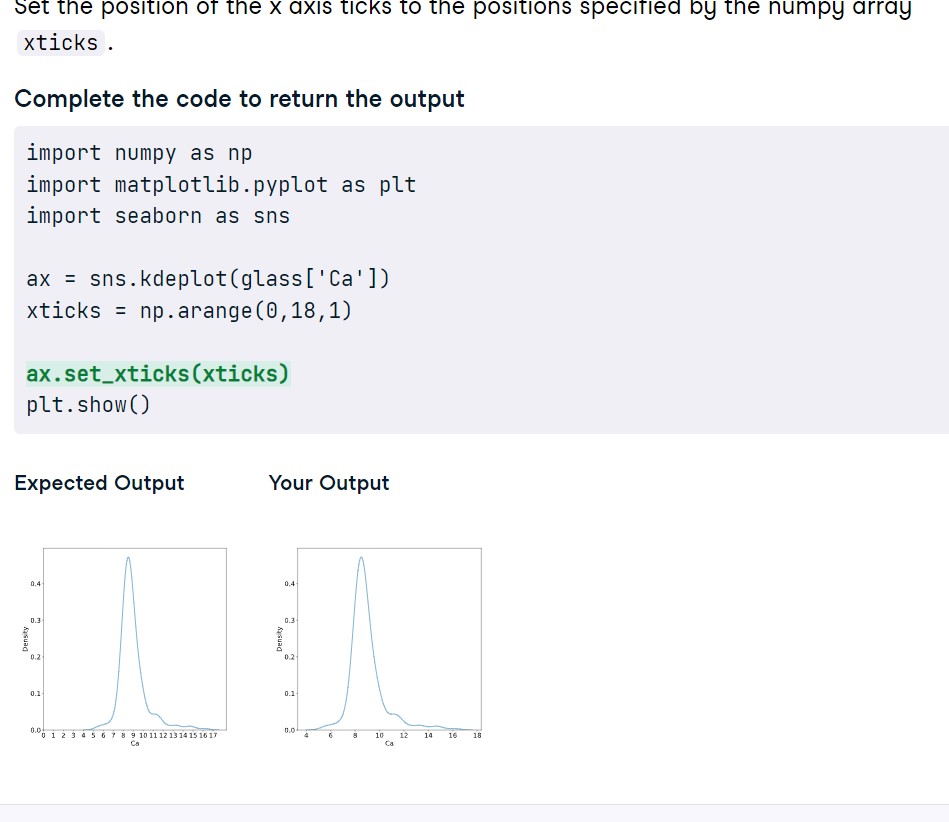 Set the position of the x axis ticks to the positions specified by the numpy array
xticks .
Complete the code to return the output
import numpy as np
import matplotlib.pyplot as plt
import seaborn as sns
ax = sns.kdeplot(glass['Ca'])
xticks = np.arange(0,18,1)
ax.set_xticks(xticks)
plt.show()
Expected Output
Your Output
0.4
0.3
0.2
0.1
0.0
Density
0 1 2 3 4 5 6 7 8 9 10 11 12 13 14 15 16 17
Ca
0.4
0.3
0.2
0.1
0.0
Density
4 6 8 10 12 14 16 18
Ca